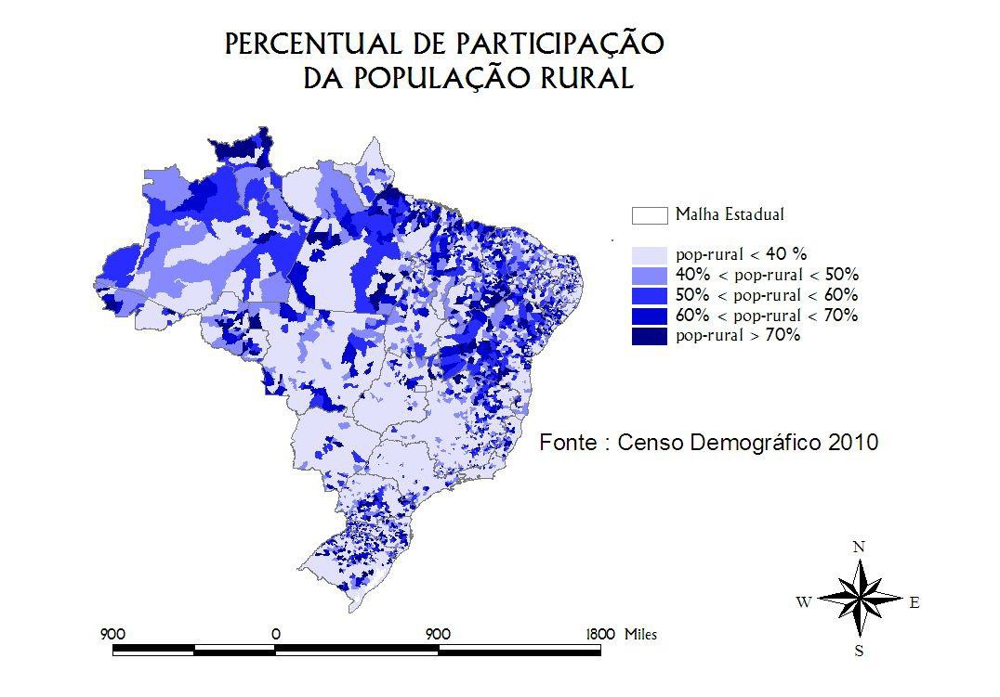 PERCENTUAL DE PARTICIPAÇÃO
DA POPULAÇÃO RURAL
Malha Estadual
pop-rural < 40 %
40% < pop-rural < 50%
50% < pop-rural < 60%
60% < pop-rural < 70%
pop-rural > 70%
Fonte : Censo Demográfico 2010
N
W E
S
900 0 900 1800 Miles